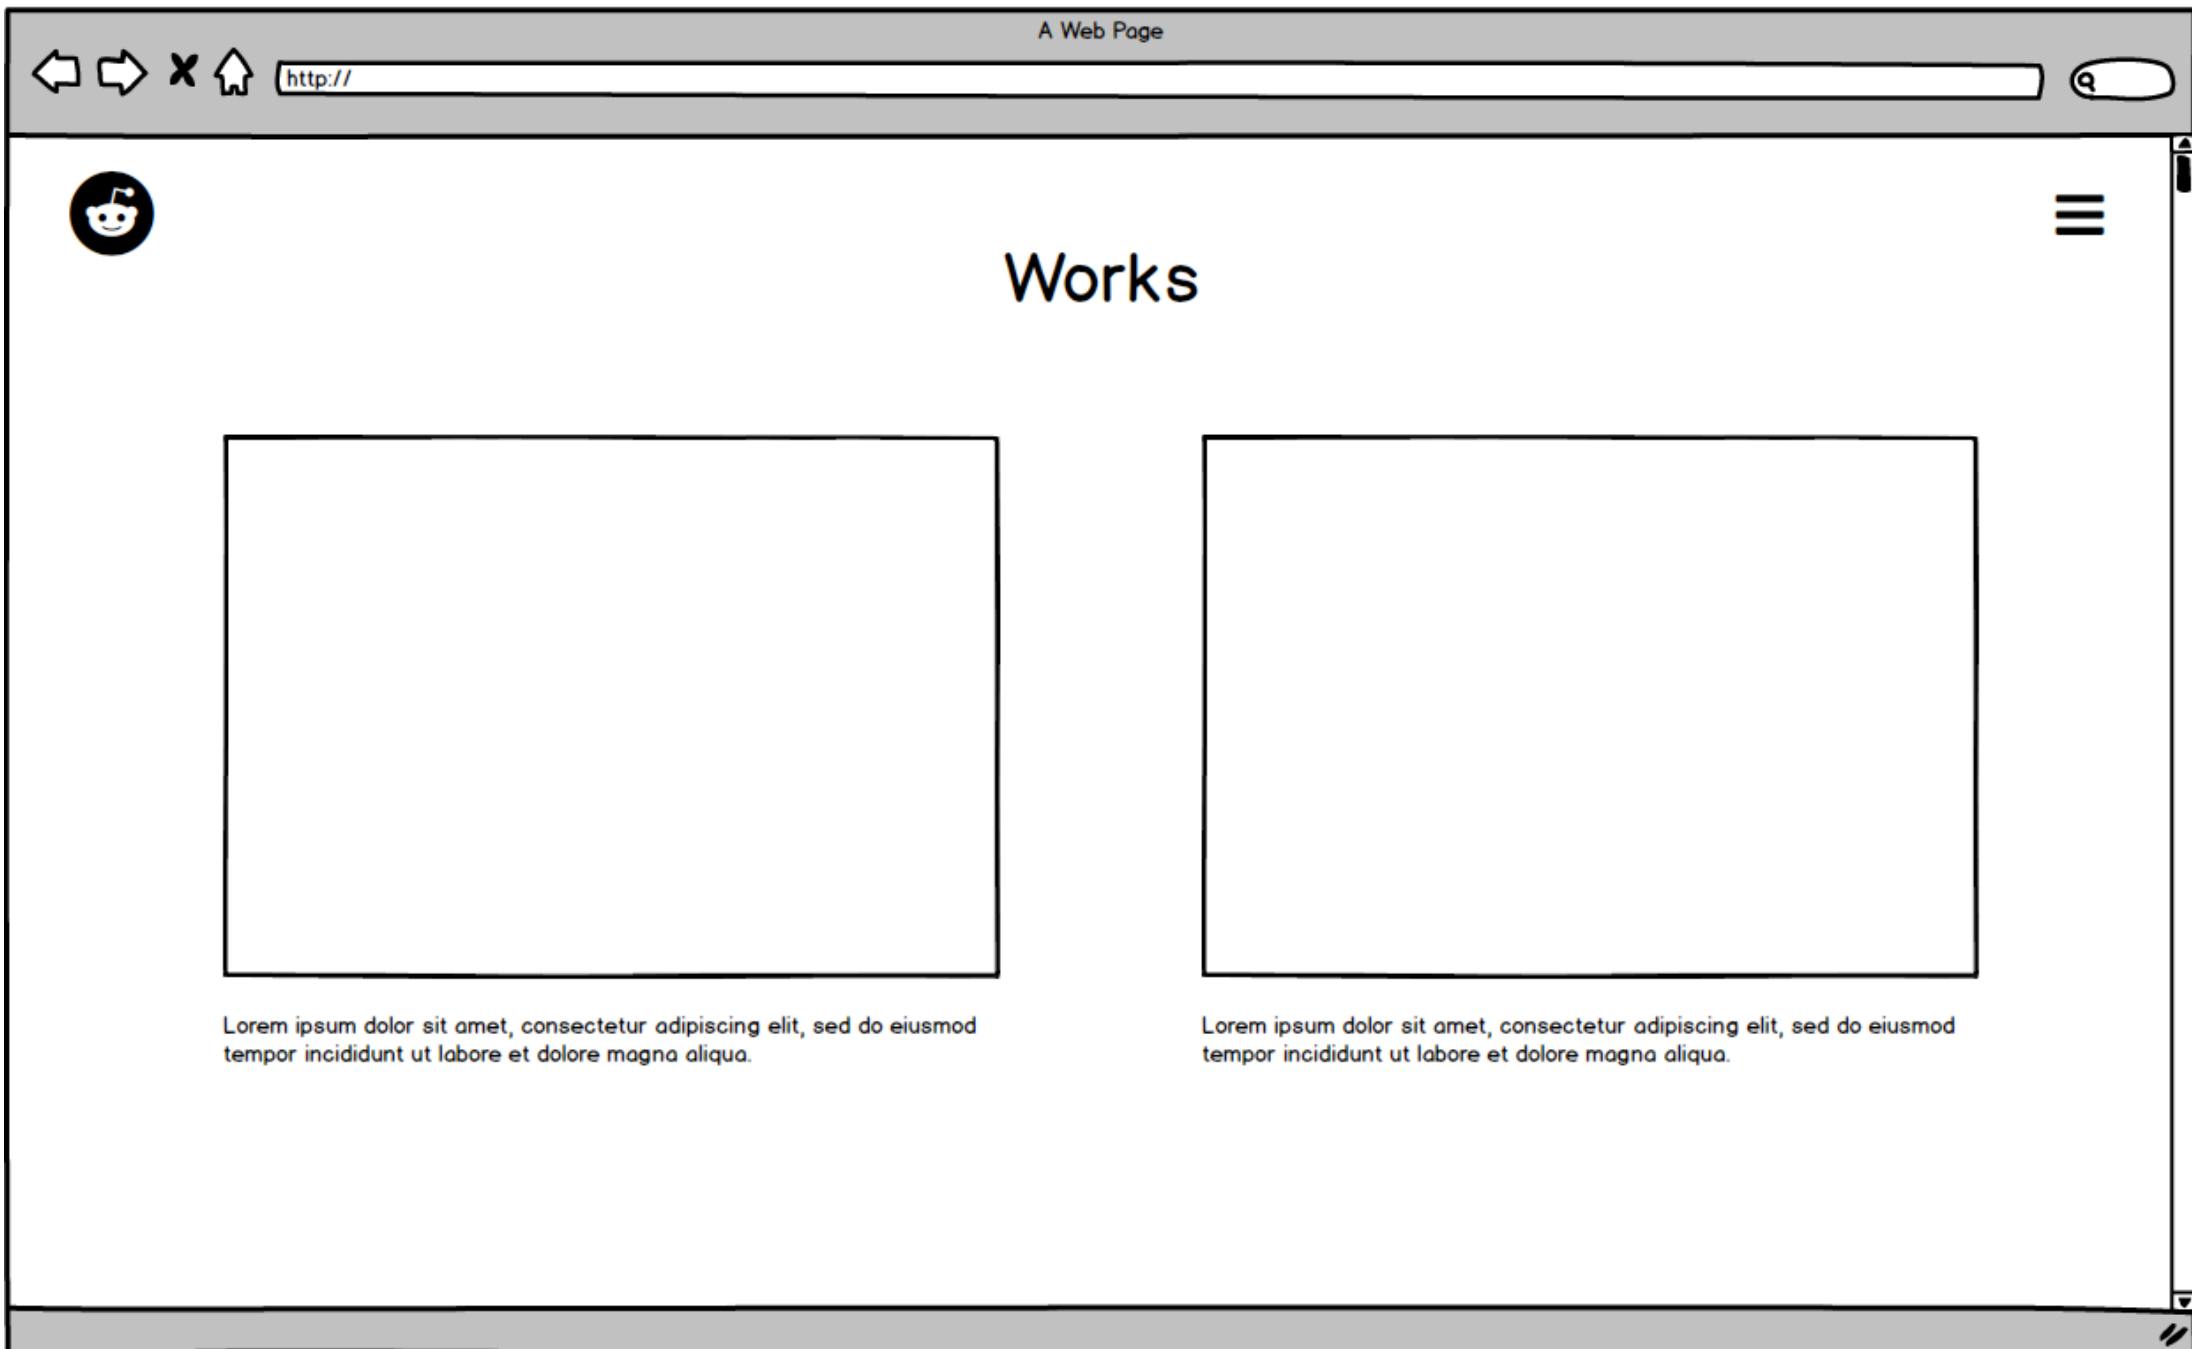 A Web Page
http://
Works
Lorem ipsum dolor sit amet, consectetur adipiscing elit, sed do eiusmod
tempor incididunt ut labore et dolore magna aliqua.
Lorem ipsum dolor sit amet, consectetur adipiscing elit, sed do eiusmod
tempor incididunt ut labore et dolore magna aliqua.